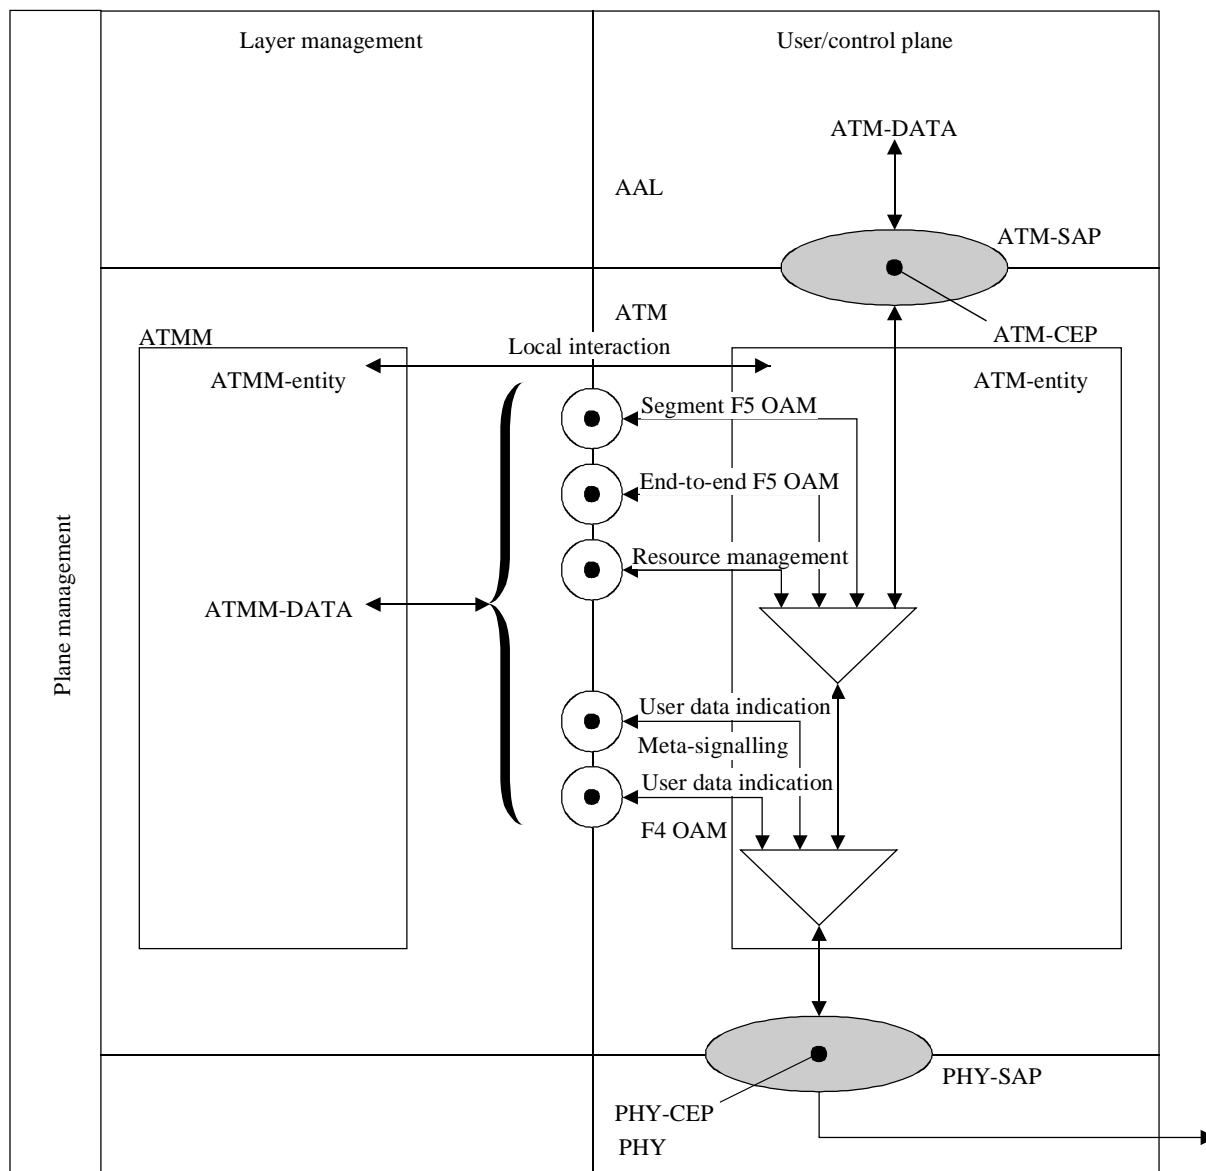 Layer management
User/control plane
ATM-DATA
AAL
ATM-SAP
ATM
ATMM
Local interaction
ATM-CEP
ATMM-entity
ATM-entity
Segment F5 OAM
End-to-end F5 OAM
Resource management
ATMM-DATA
Plane management
User data indication
Meta-signalling
User data indication
F4 OAM
PHY-SAP
PHY-CEP
PHY